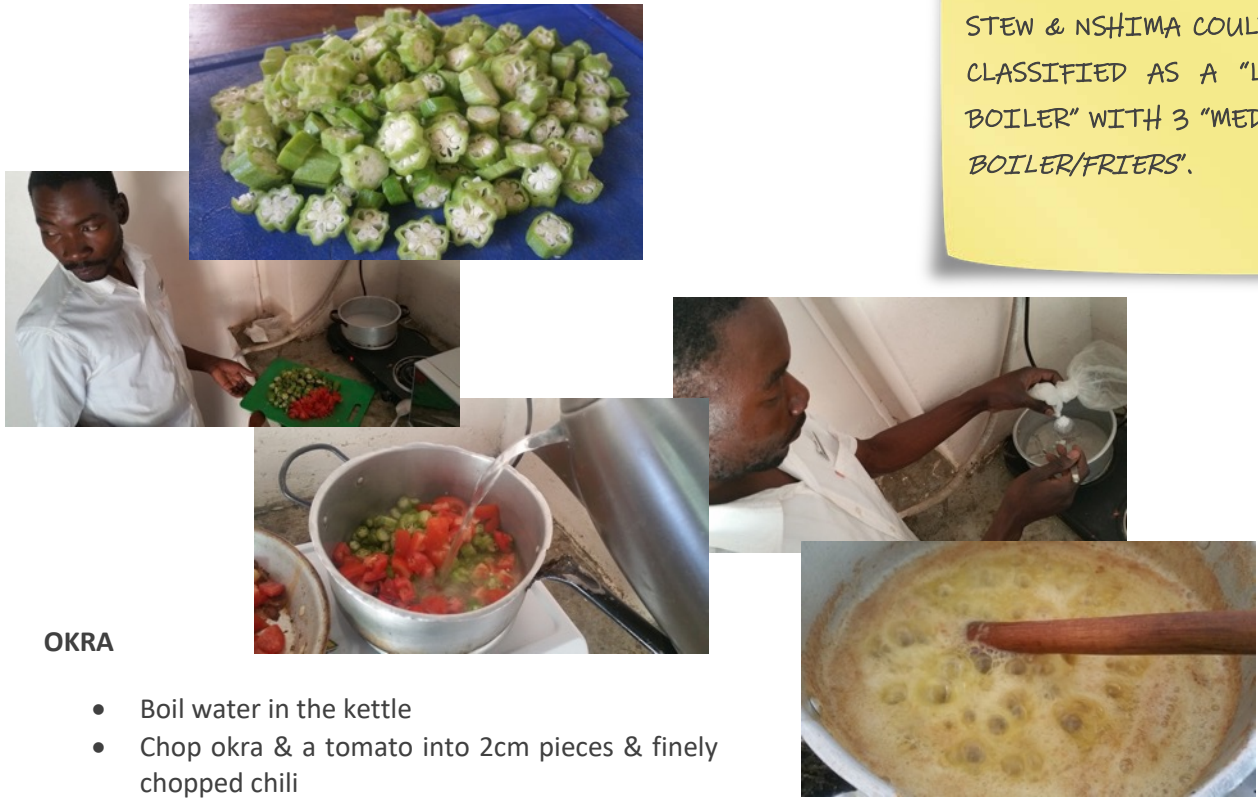 STEW & NSHIMA COUL
CLASSIFIED AS A "L
BOILER" WITH 3 "MED
BOILER/FRIERS".
OKRA
• Boil water in the kettle
• Chop okra & a tomato into 2cm pieces & finely
chopped chili